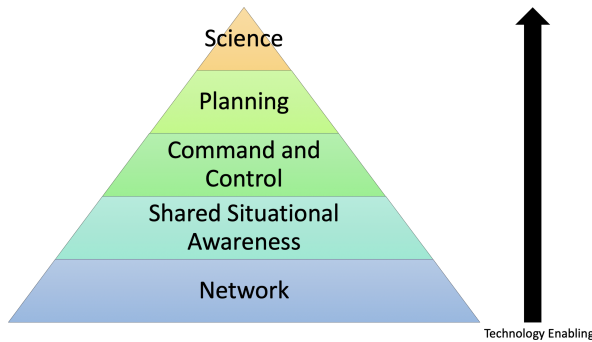 Science
Planning
Command and
Control
Shared Situational
Awareness
Network
Technology Enabling